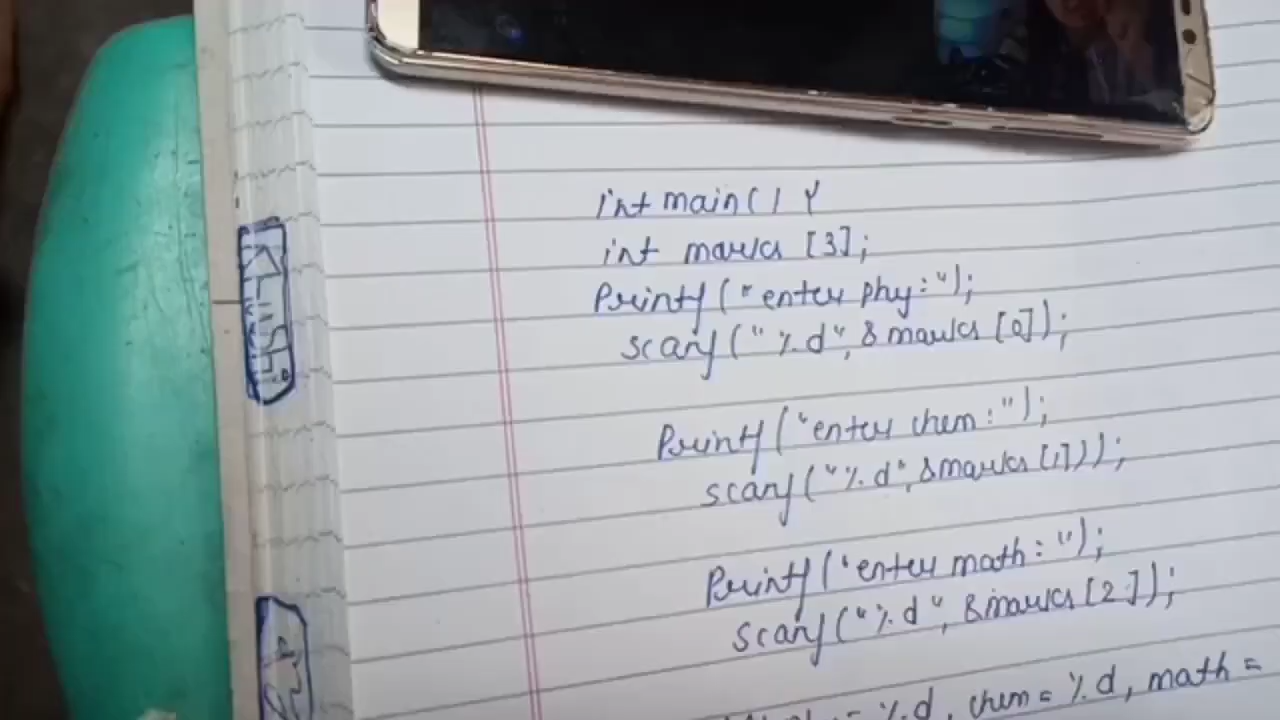 int main() {
int marks [3];
Printf ("enter phy:");
scanf ("%d", & marks [0]);
Printf ("enter chem:");
scanf ("%d", &marks [1]));
Printf ("enter math: ");
scanf ("%d", & marks [2]);
= %d, chem = %d, math =